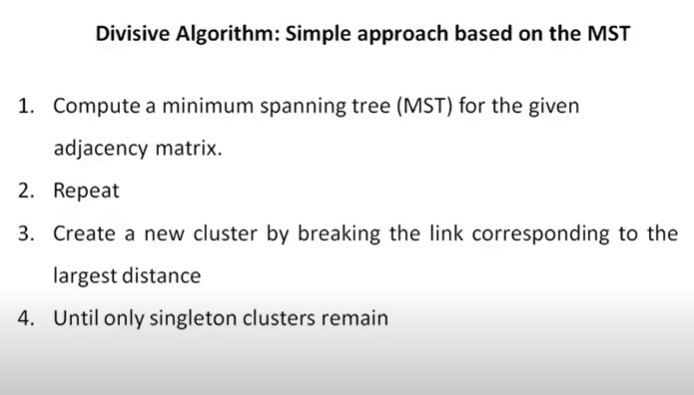 Divisive Algorithm: Simple approach based on the MST
1. Compute a minimum spanning tree (MST) for the given
adjacency matrix.
2. Repeat
3. Create a new cluster by breaking the link corresponding to the
largest distance
4. Until only singleton clusters remain